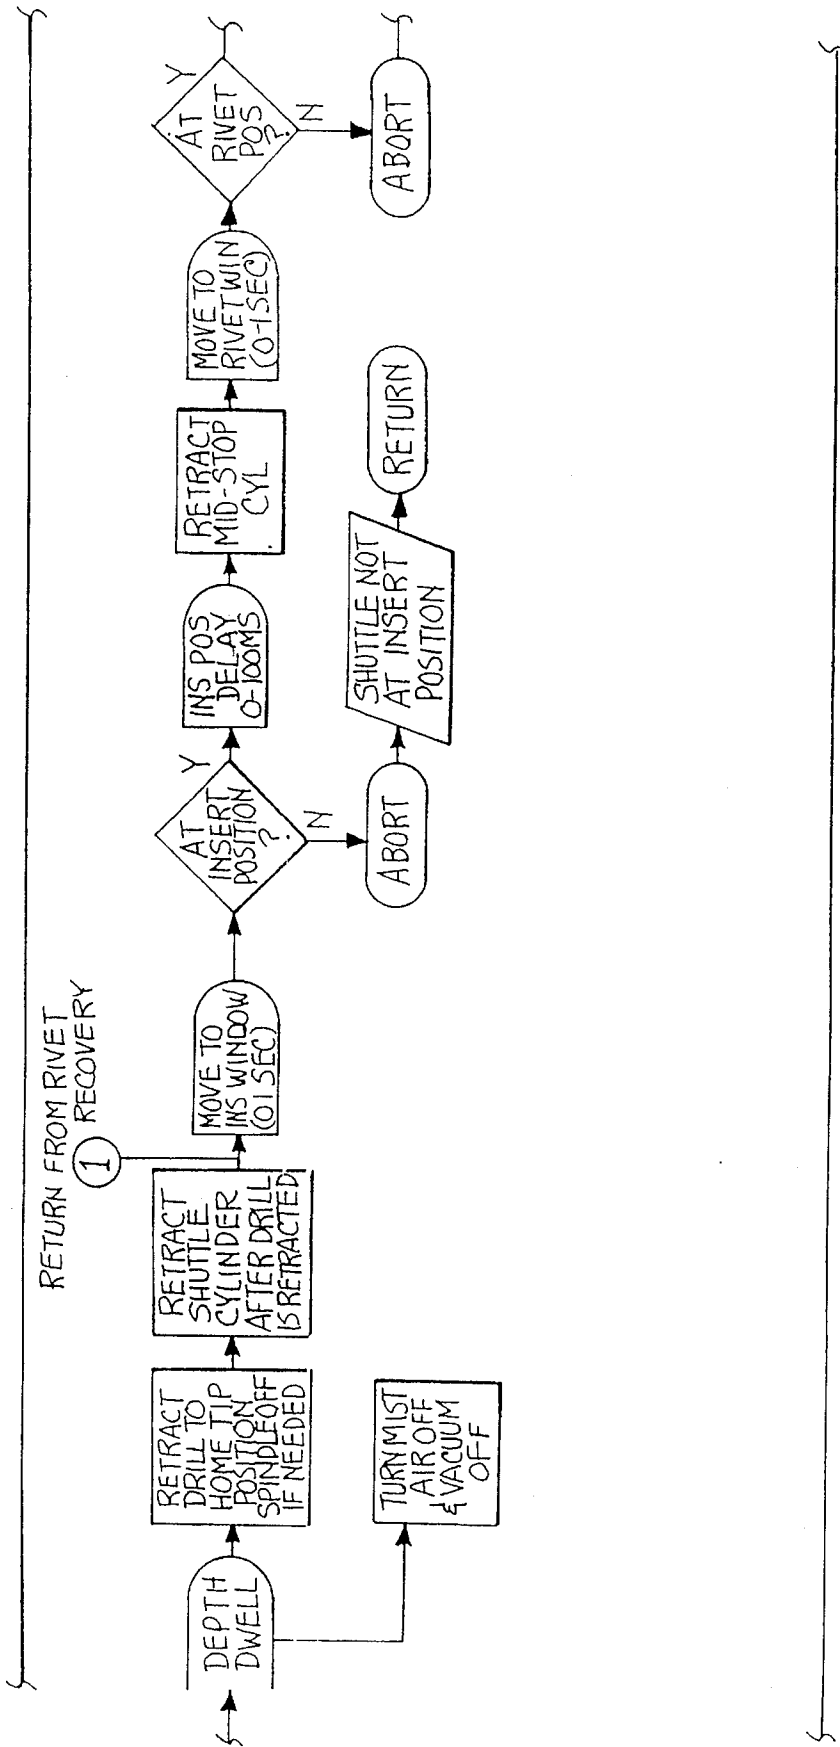 DEPTH
DWELL
RETRACT
DRILL TO
HOME TIP
POSITION
SPINDLE OFF
IF NEEDED
TURN MIST
AIR OFF
& VACUUM
OFF
RETRACT
SHUTTLE
CYLINDER
AFTER DRILL
IS RETRACTED
RETURN FROM RIVET
RECOVERY
1
MOVE TO
INS WINDOW
(0 1 SEC)
AT
INSERT
POSITION
?
Y
N
ABORT
SHUTTLE NOT
AT INSERT
POSITION
RETURN
INS POS
DELAY
0-100MS
RETRACT
MID-STOP
CYL
MOVE TO
RIVET WIN
(0-1SEC)
AT
RIVET
POS
?
Y
N
ABORT